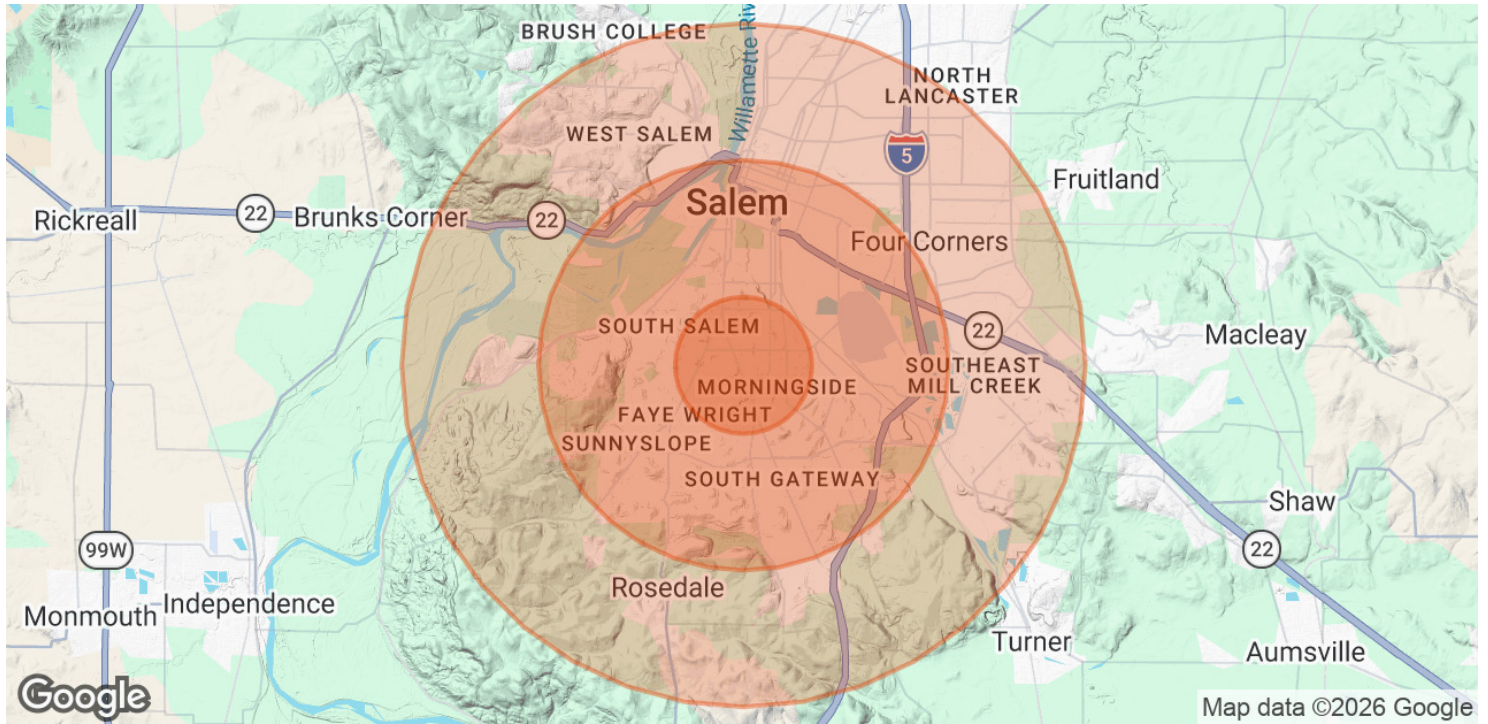 BRUSH COLLEGE
Willamette Riv
NORTH
LANCASTER
WEST SALEM
5
Fruitland
Salem
22
Rickreall
Brunks Corner
22
Four Corners
SOUTH SALEM
22
Macleay
SOUTHEAST
MILL CREEK
MORNINGSIDE
FAYE WRIGHT
SUNNYSLOPE
SOUTH GATEWAY
Shaw
99W
22
Rosedale
Independence
Monmouth
Turner
Aumsville
Google
Map data ©2026 Google